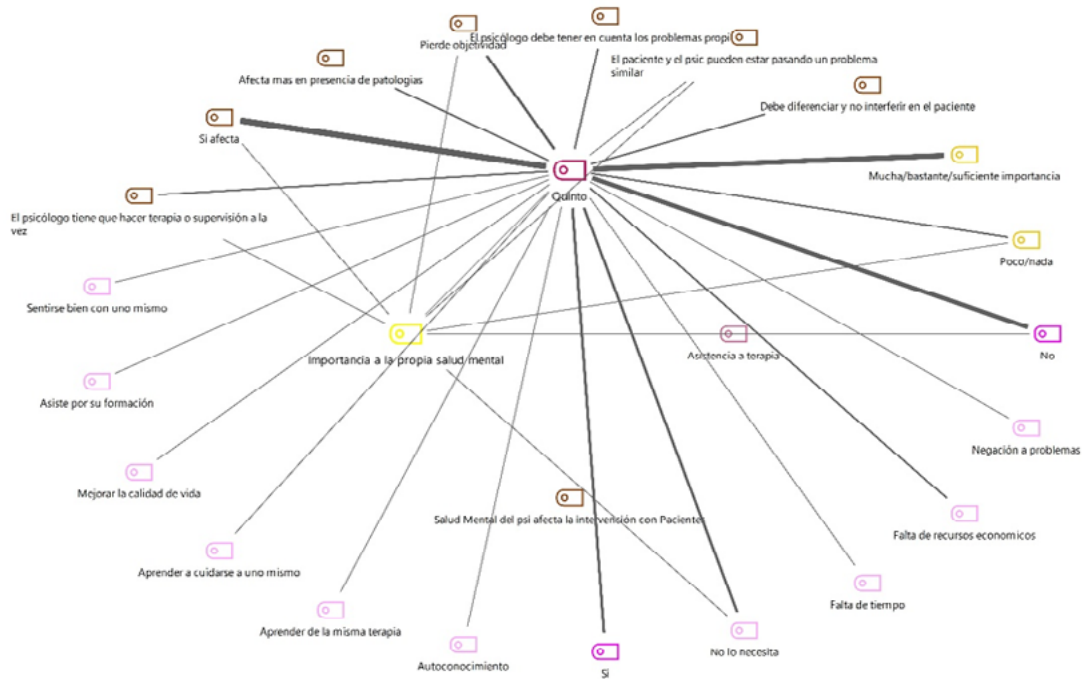 Pierde objetividad
El psicólogo debe tener en cuenta los problemas propi
El paciente y el psic pueden estar pasando un problema
similar
Afecta mas en presencia de patologias
Debe diferenciar y no interferir en el paciente
Si afecta
Mucha/bastante/suficiente importancia
Quinto
El psicólogo tiene que hacer terapia o supervisión a la
vez
Poco/nada
Sentirse bien con uno mismo
Importancia a la propia salud mental
Asistencia a terapia
No
Asiste por su formación
Negación a problemas
Mejorar la calidad de vida
Salud Mental del psi afecta la intervención con Pacientes
Falta de recursos economicos
Aprender a cuidarse a uno mismo
Falta de tiempo
Aprender de la misma terapia
No lo necesita
Autoconocimiento
Si